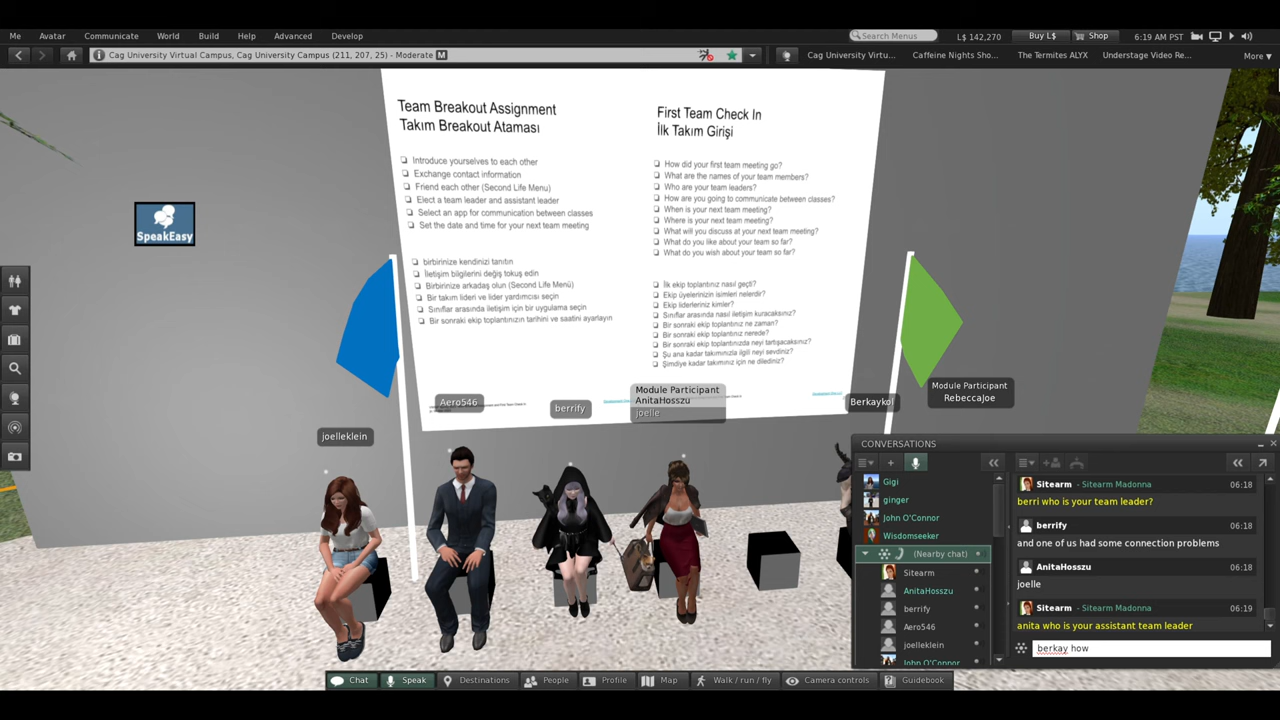 Me Avatar Communicate World Build Help Advanced Develop
Search Menus
L$ 142,270
Buy L$
Shop
6:19 AM PST
Cag University Virtual Campus, Cag University Campus (211, 207, 25) - Moderate M
Cag University Virtu...
Caffeine Nights Sho...
The Termites ALYX
Understage Video Re...
More
Team Breakout Assignment
Takım Breakout Ataması
Introduce yourselves to each other
Exchange contact information
Friend each other (Second Life Menu)
Elect a team leader and assistant leader
Select an app for communication between classes
Set the date and time for your next team meeting
birbirinize kendinizi tanıtın
İletişim bilgilerini değiş tokuş edin
Birbirinize arkadaş olun (Second Life Menü)
Bir takım lideri ve lider yardımcısı seçin
Sınıflar arasında iletişim için bir uygulama seçin
Bir sonraki ekip toplantınızın tarihini ve saatini ayarlayın
First Team Check In
İlk Takım Girişi
How did your first team meeting go?
What are the names of your team members?
Who are your team leaders?
How are you going to communicate between classes?
When is your next team meeting?
Where is your next team meeting?
What will you discuss at your next team meeting?
What do you like about your team so far?
What do you wish about your team so far?
İlk ekip toplantınız nasıl geçti?
Ekip üyelerinizin isimleri nelerdir?
Ekip liderleriniz kimler?
Sınıflar arasında nasıl iletişim kuracaksınız?
Bir sonraki ekip toplantınız ne zaman?
Bir sonraki ekip toplantınız nerede?
Bir sonraki ekip toplantınızda neyi tartışacaksınız?
Şu ana kadar takımınızla ilgili neyi sevdiniz?
Şimdiye kadar takımınız için ne dilediniz?
SpeakEasy
joelleklein
Aero546
berrify
Module Participant
AnitaHosszu
joelle
Berkayko!
Module Participant
RebeccaJoe
CONVERSATIONS
Gigi
ginger
John O'Connor
Wisdomseeker
(Nearby chat)
Sitearm
AnitaHosszu
berrify
Aero546
joelleklein
John O'Connor
Sitearm - Sitearm Madonna 06:18
berri who is your team leader?
berrify 06:18
and one of us had some connection problems
AnitaHosszu 06:18
joelle
Sitearm - Sitearm Madonna 06:19
anita who is your assistant team leader
berkay how
Chat Speak Destinations People Profile Map Walk / run / fly Camera controls Guidebook